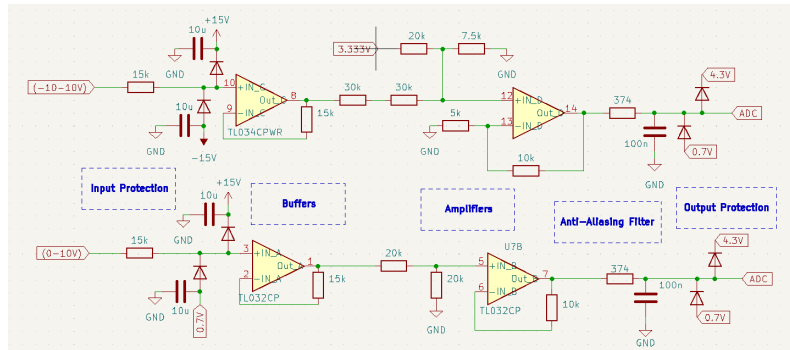 +15V
10u
GND
(-10-10V)
15k
10
+IN_C
Out_C
8
9
-IN_C
TL034CPWR
15k
10u
GND
-15V
30k
30k
3.333V
20k
7.5k
GND
12
+IN_D
Out_D
14
13
-IN_D
5k
GND
10k
374
100n
GND
4.3V
ADC
0.7V
Input Protection
Buffers
Amplifiers
Anti-Aliasing Filter
Output Protection
+15V
10u
GND
(0-10V)
15k
3
+IN_A
Out_A
1
2
-IN_A
TL032CP
15k
10u
GND
0.7V
20k
20k
GND
U?B
5
+IN_B
Out_B
7
6
-IN_B
TL032CP
10k
374
100n
GND
4.3V
ADC
0.7V